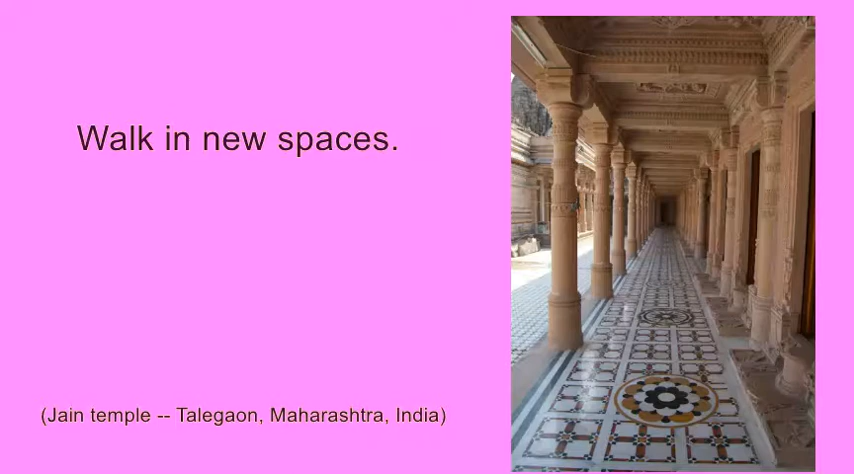 Walk in new spaces.
(Jain temple -- Talegaon, Maharashtra, India)